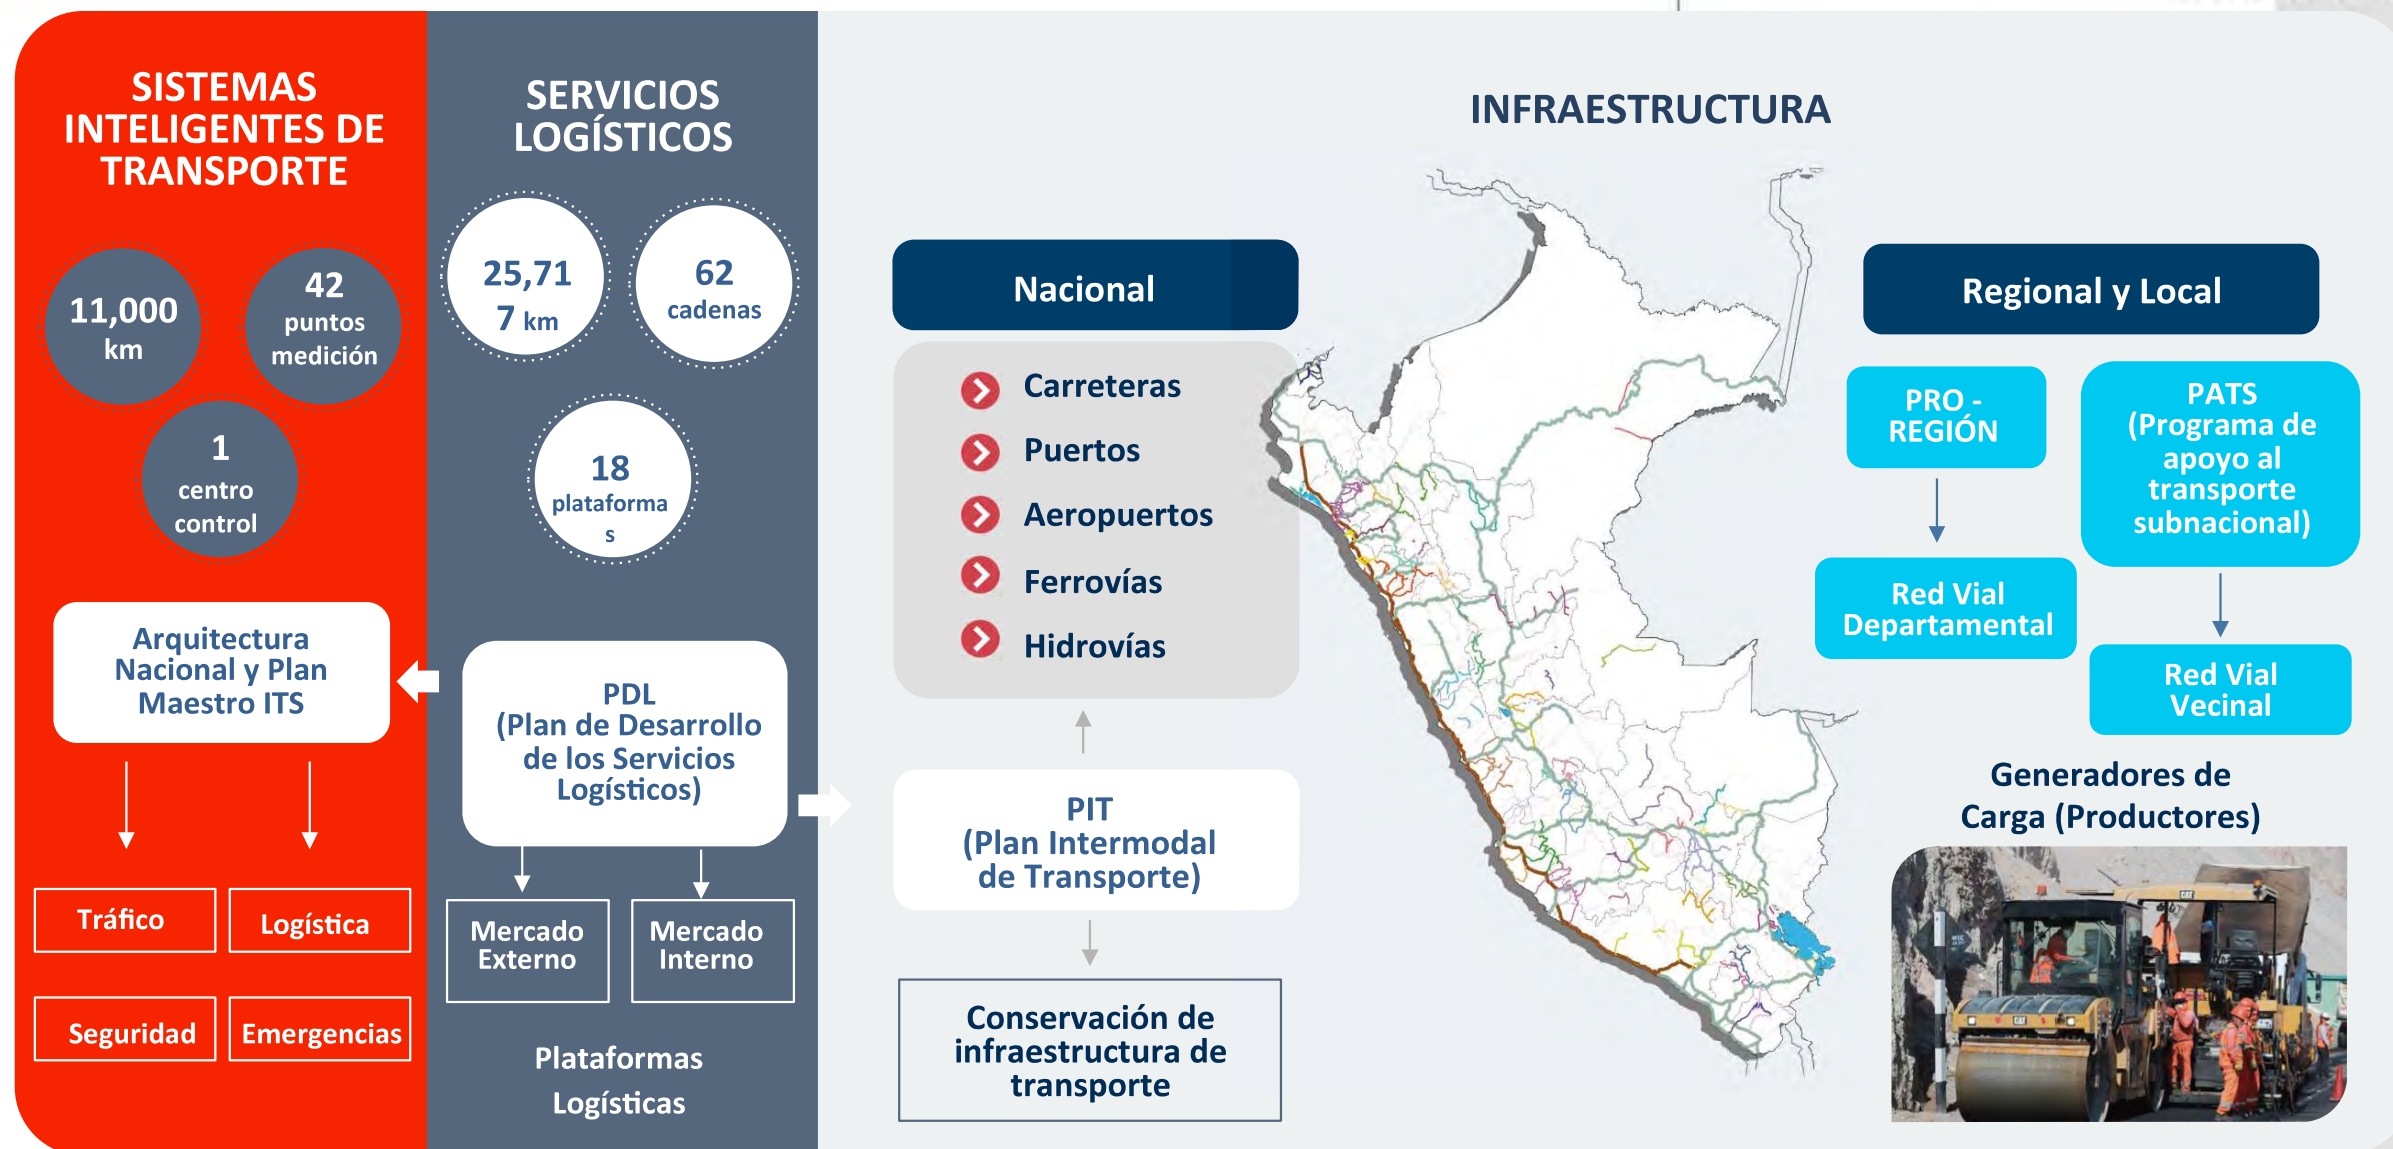 SISTEMAS
INTELIGENTES DE
TRANSPORTE
11,000
km
42
puntos
medición
1
centro
control
Arquitectura
Nacional y Plan
Maestro ITS
Tráfico
Logística
Seguridad
Emergencias
SERVICIOS
LOGÍSTICOS
25,71
7 km
62
cadenas
18
plataforma
s
PDL
(Plan de Desarrollo
de los Servicios
Logísticos)
Mercado
Externo
Mercado
Interno
Plataformas
Logísticas
INFRAESTRUCTURA
Nacional
Carreteras
Puertos
Aeropuertos
Ferrovías
Hidrovías
PIT
(Plan Intermodal
de Transporte)
Conservación de
infraestructura de
transporte
Regional y Local
PRO -
REGIÓN
Red Vial
Departamental
PATS
(Programa de
apoyo al
transporte
subnacional)
Red Vial
Vecinal
Generadores de
Carga (Productores)
CAT
CAT